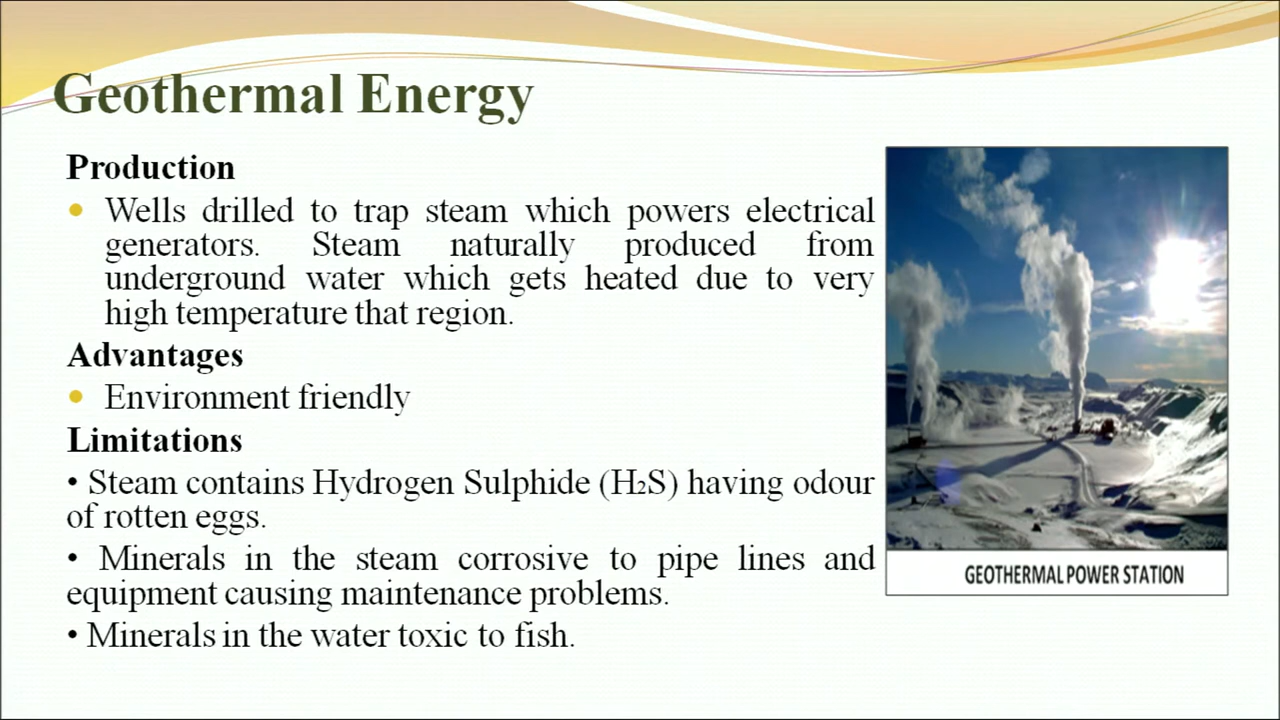 Geothermal Energy
Production
• Wells drilled to trap steam which powers electrical
generators. Steam naturally produced from
underground water which gets heated due to very
high temperature that region.
Advantages
• Environment friendly
Limitations
• Steam contains Hydrogen Sulphide (H₂S) having odour
of rotten eggs.
• Minerals in the steam corrosive to pipe lines and
equipment causing maintenance problems.
• Minerals in the water toxic to fish.
GEOTHERMAL POWER STATION